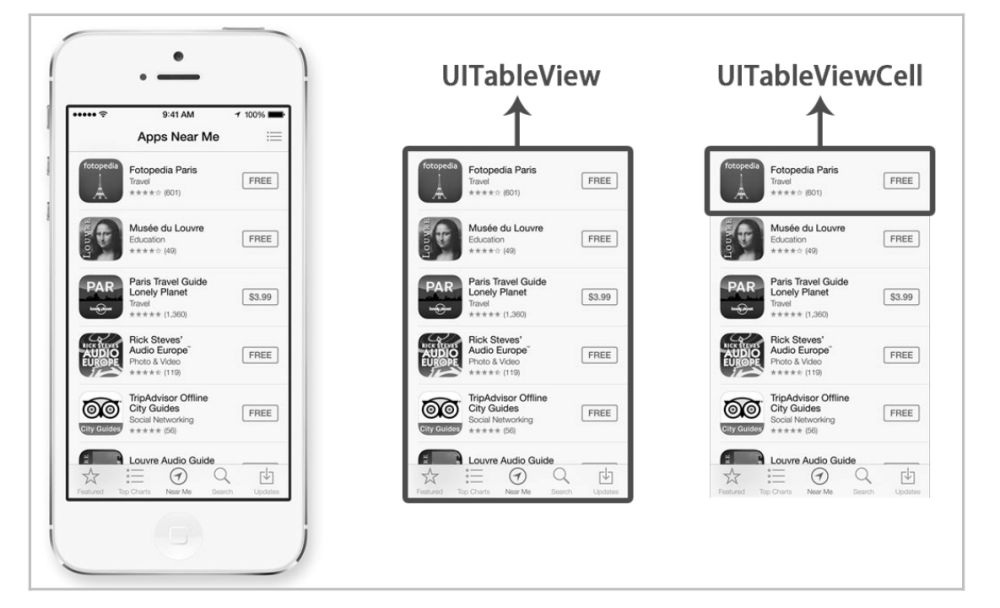 UITableView
UITableViewCell
9:41 AM
100%
Apps Near Me
fotopedia
Fotopedia Paris
Travel
(601)
FREE
LOUVRE
Musée du Louvre
Education
(49)
FREE
PAR
lonely planet
Paris Travel Guide
Lonely Planet
Travel
(1,360)
$3.99
RICK STEVES'
AUDIO
EUROPE
Rick Steves'
Audio Europe™
Photo & Video
(119)
FREE
City Guides
TripAdvisor Offline
City Guides
Social Networking
(56)
FREE
Louvre Audio Guide
Featured
Top Charts
Near Me
Search
Updates
fotopedia
Fotopedia Paris
Travel
(601)
FREE
LOUVRE
Musée du Louvre
Education
(49)
FREE
PAR
lonely planet
Paris Travel Guide
Lonely Planet
Travel
(1,360)
$3.99
RICK STEVES'
AUDIO
EUROPE
Rick Steves'
Audio Europe™
Photo & Video
(119)
FREE
City Guides
TripAdvisor Offline
City Guides
Social Networking
(56)
FREE
Louvre Audio Guide
Featured
Top Charts
Near Me
Search
Updates
fotopedia
Fotopedia Paris
Travel
(601)
FREE
LOUVRE
Musée du Louvre
Education
(49)
FREE
PAR
lonely planet
Paris Travel Guide
Lonely Planet
Travel
(1,360)
$3.99
RICK STEVES'
AUDIO
EUROPE
Rick Steves'
Audio Europe™
Photo & Video
(119)
FREE
City Guides
TripAdvisor Offline
City Guides
Social Networking
(56)
FREE
Louvre Audio Guide
Featured
Top Charts
Near Me
Search
Updates